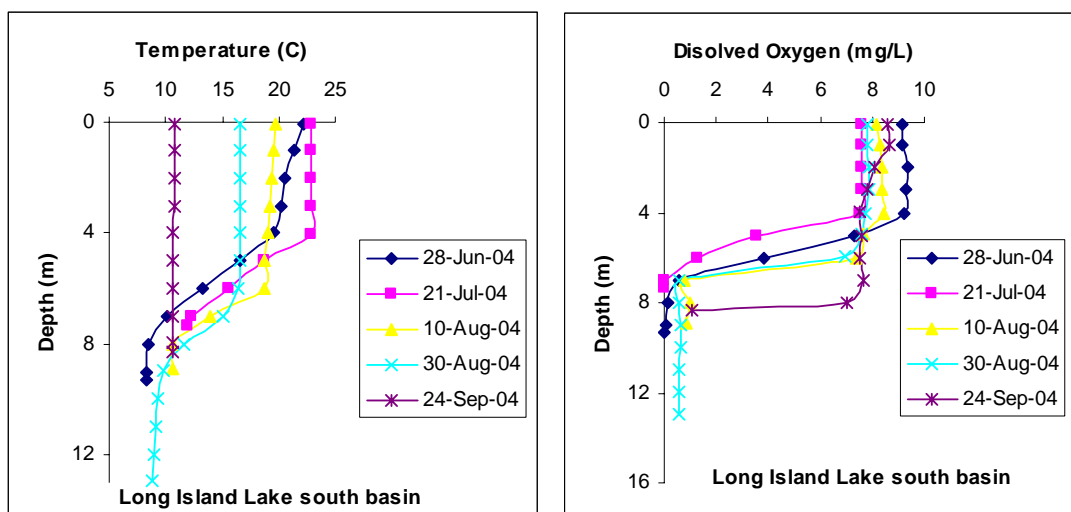 Temperature (C)
5 10 15 20 25
0
4
8
12
Depth (m)
28-Jun-04
21-Jul-04
10-Aug-04
30-Aug-04
24-Sep-04
Long Island Lake south basin
Disolved Oxygen (mg/L)
0 2 4 6 8 10
0
4
8
12
16
Depth (m)
28-Jun-04
21-Jul-04
10-Aug-04
30-Aug-04
24-Sep-04
Long Island Lake south basin